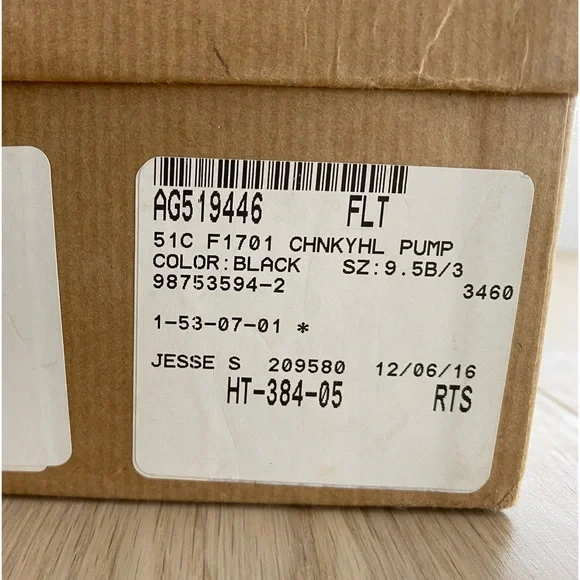 AG519446 FLT
51C F1701 CHNKYHL PUMP
COLOR:BLACK SZ:9.5B/3
98753594-2 3460
1-53-07-01 *
JESSE S 209580 12/06/16
HT-384-05 RTS